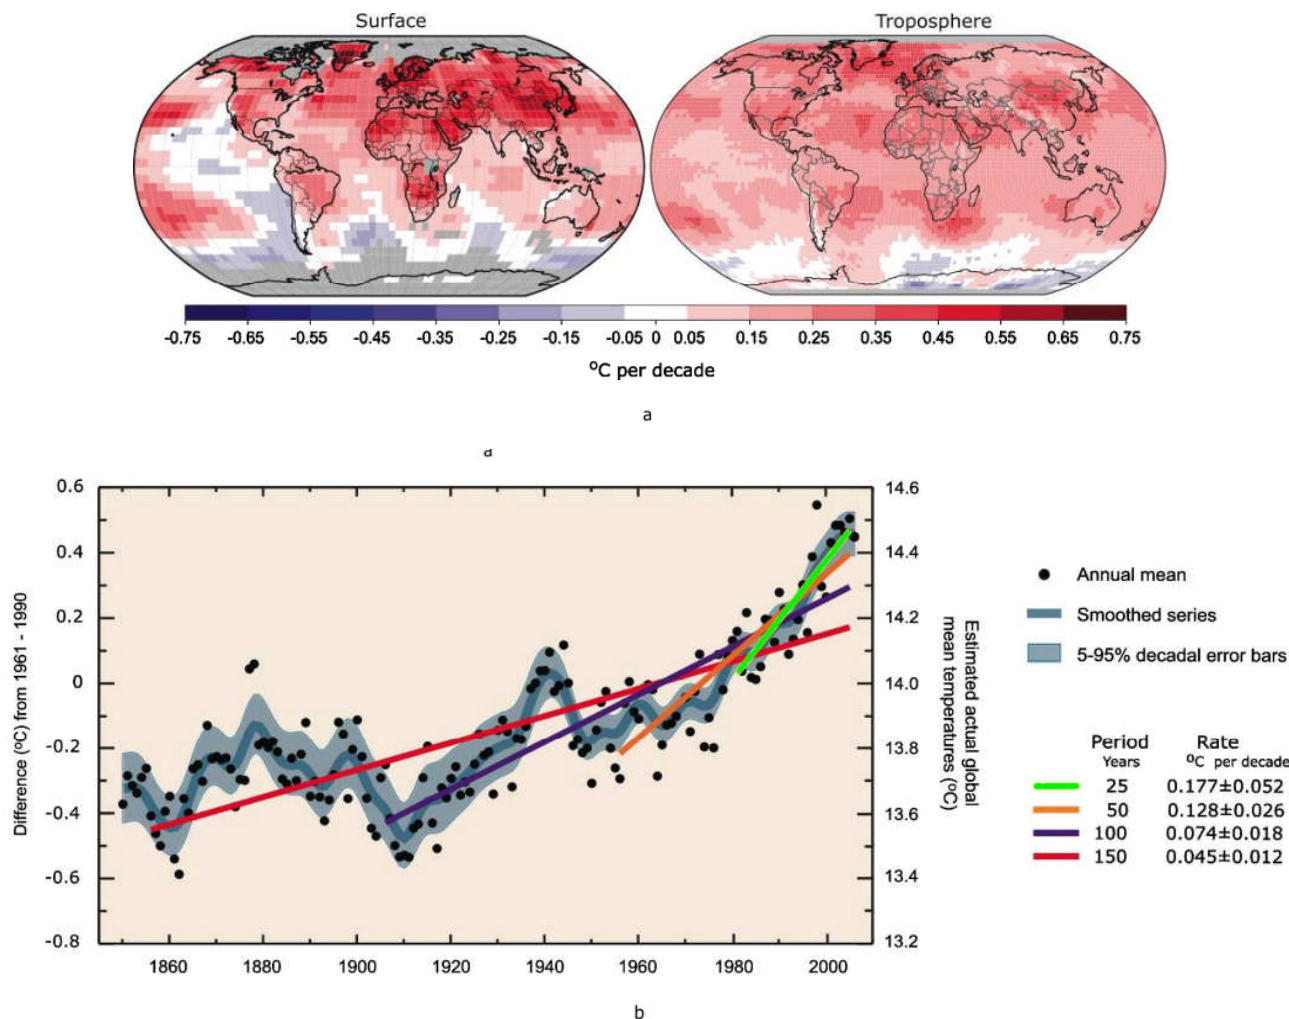 Surface Troposphere
-0.75 -0.65 -0.55 -0.45 -0.35 -0.25 -0.15 -0.05 0 0.05 0.15 0.25 0.35 0.45 0.55 0.65 0.75
ºC per decade
a
0.6
0.4
0.2
0
-0.2
-0.4
-0.6
-0.8
Difference (ºC) from 1961 - 1990
1860 1880 1900 1920 1940 1960 1980 2000
14.6
14.4
14.2
14.0
13.8
13.6
13.4
13.2
Estimated actual global
mean temperatures (ºC)
Annual mean
Smoothed series
5-95% decadal error bars
Period Rate
Years ºC per decade
25 0.177±0.052
50 0.128±0.026
100 0.074±0.018
150 0.045±0.012
b